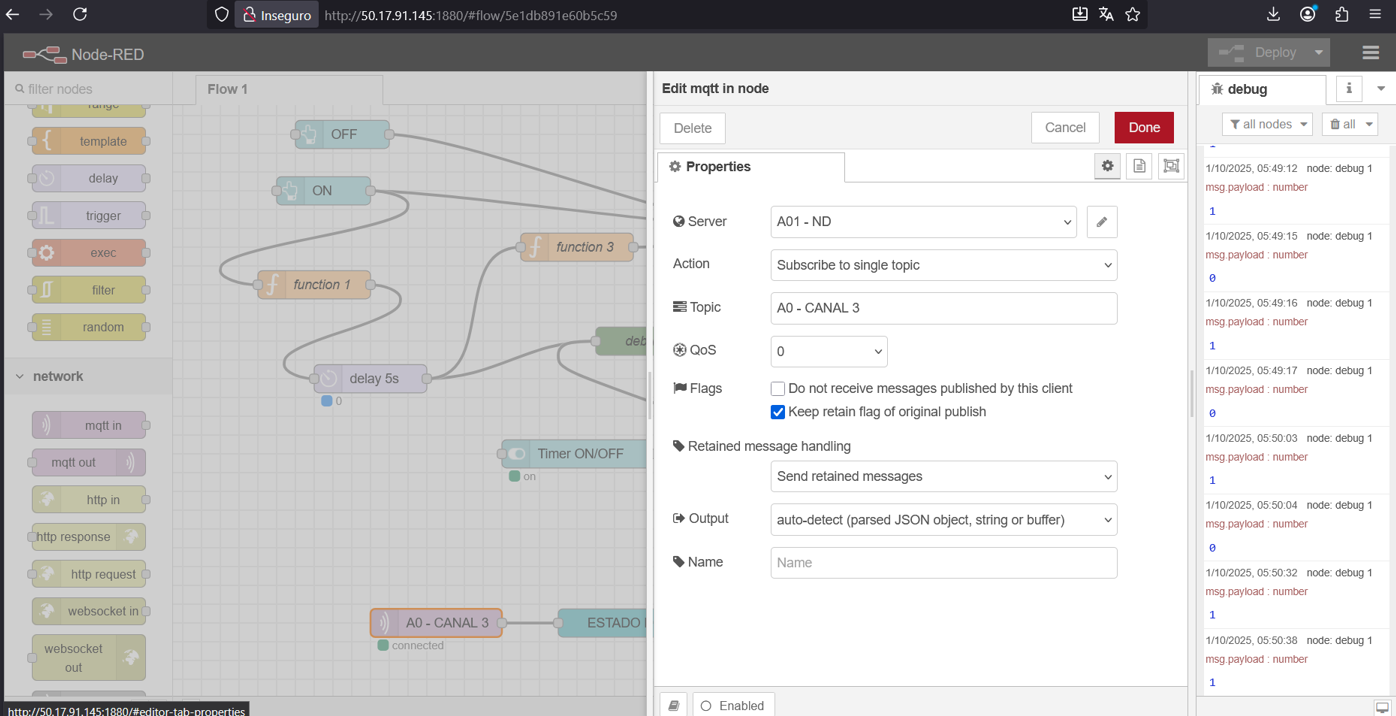 Inseguro
http://50.17.91.145:1880/#flow/5e1db891e60b5c59
Node-RED
Deploy
filter nodes
range
template
delay
trigger
exec
filter
random
network
mqtt in
mqtt out
http in
http response
http request
websocket in
websocket
out
Flow 1
OFF
ON
function 3
function 1
delay 5s
0
Timer ON/OFF
on
A0 - CANAL 3
connected
ESTADO
Edit mqtt in node
Delete
Cancel
Done
Properties
Server
A01 - ND
Action
Subscribe to single topic
Topic
A0 - CANAL 3
QoS
0
Flags
Do not receive messages published by this client
Keep retain flag of original publish
Retained message handling
Send retained messages
Output
auto-detect (parsed JSON object, string or buffer)
Name
Name
Enabled
debug
i
all nodes
all
1
1/10/2025, 05:49:12 node: debug 1
msg.payload : number
1
1/10/2025, 05:49:15 node: debug 1
msg.payload : number
0
1/10/2025, 05:49:16 node: debug 1
msg.payload : number
1
1/10/2025, 05:49:17 node: debug 1
msg.payload : number
0
1/10/2025, 05:50:03 node: debug 1
msg.payload : number
1
1/10/2025, 05:50:04 node: debug 1
msg.payload : number
0
1/10/2025, 05:50:32 node: debug 1
msg.payload : number
1
1/10/2025, 05:50:38 node: debug 1
msg.payload : number
1
http://50.17.91.145:1880/#editor-tab-properties